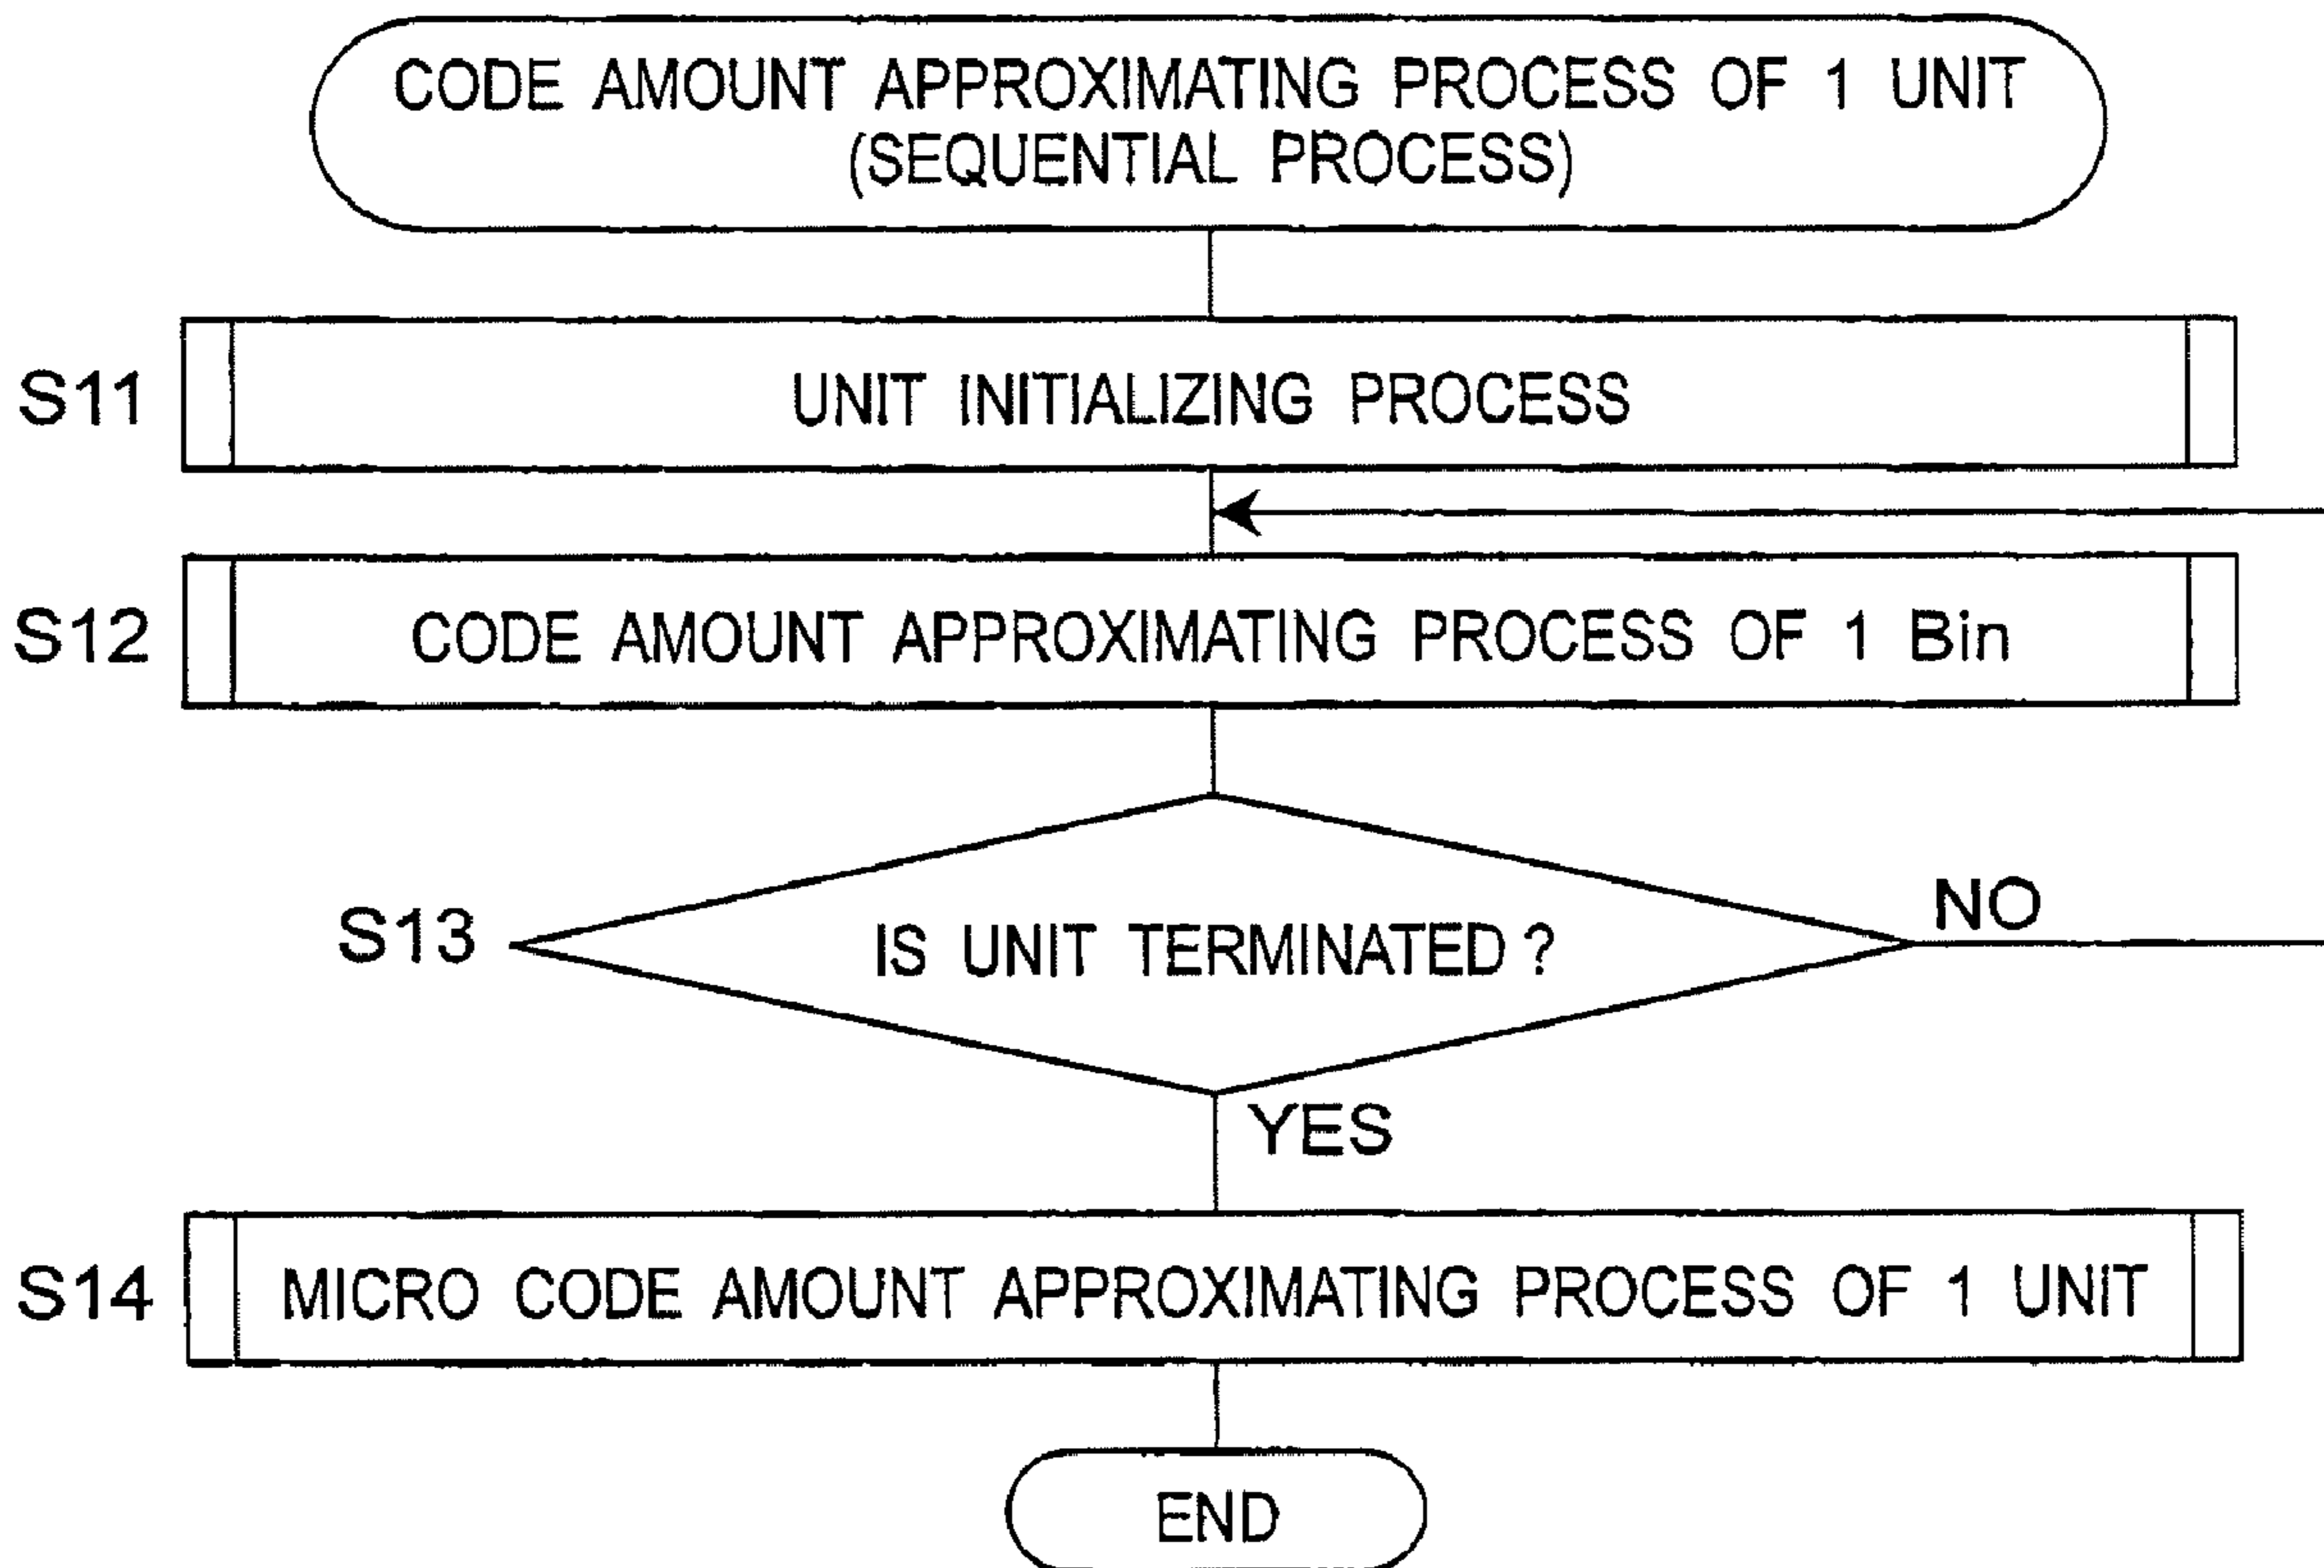 CODE AMOUNT APPROXIMATING PROCESS OF 1 UNIT
(SEQUENTIAL PROCESS)
S11
UNIT INITIALIZING PROCESS
S12
CODE AMOUNT APPROXIMATING PROCESS OF 1 Bin
S13
IS UNIT TERMINATED ?
NO
YES
S14
MICRO CODE AMOUNT APPROXIMATING PROCESS OF 1 UNIT
END